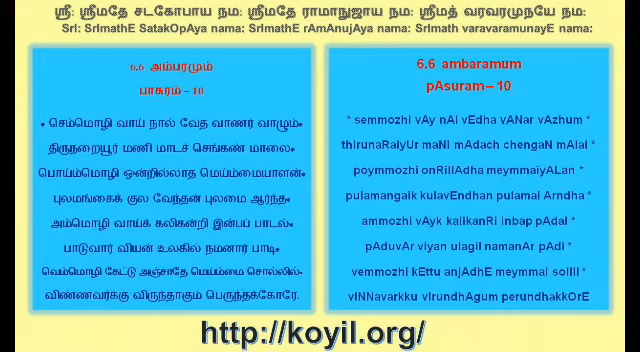 ஸ்ரீ: ஸ்ரீமதே சடகோபாய நம: ஸ்ரீமதே ராமாநுஜாய நம: ஸ்ரீமத் வரவரமுநயே நம:
Sri: SrImathE SatakOpAya nama: SrImathE rAmAnujAya nama: SrImath varavaramunayE nama:
6.6 அம்பரமும்
பாசுரம் – 10
* செம்மொழி வாய் நால் வேத வாணர் வாழும்*
திருநறையூர் மணி மாடச் செங்கண் மாலை*
பொய்ம்மொழி ஒன்றில்லாத மெய்ம்மையாளன்*
புலமங்கைக் குல வேந்தன் புலமை ஆர்ந்த*
அம்மொழி வாய்க் கலிகன்றி இன்பப் பாடல்*
பாடுவார் வியன் உலகில் நமனார் பாடி*
வெம்மொழி கேட்டு அஞ்சாதே மெய்ம்மை சொல்லில்*
விண்ணவர்க்கு விருந்தாகும் பெருந்தக்கோரே.
6.6 ambaramum
pAsuram – 10
* semmozhi vAy nAl vEdha vANar vAzhum *
thirunaRaiyUr maNi mAdach chengaN mAlai *
poymmozhi onRillAdha meymmaiyALan *
pulamangaik kulavEndhan pulamai Arndha *
ammozhi vAyk kalikanRi inbap pAdal *
pAduvAr viyan ulagil namanAr pAdi *
vemmozhi kEttu anjAdhE meymmai solllil *
viNNavarkku virundhAgum perundhakkOrE
http://koyil.org/